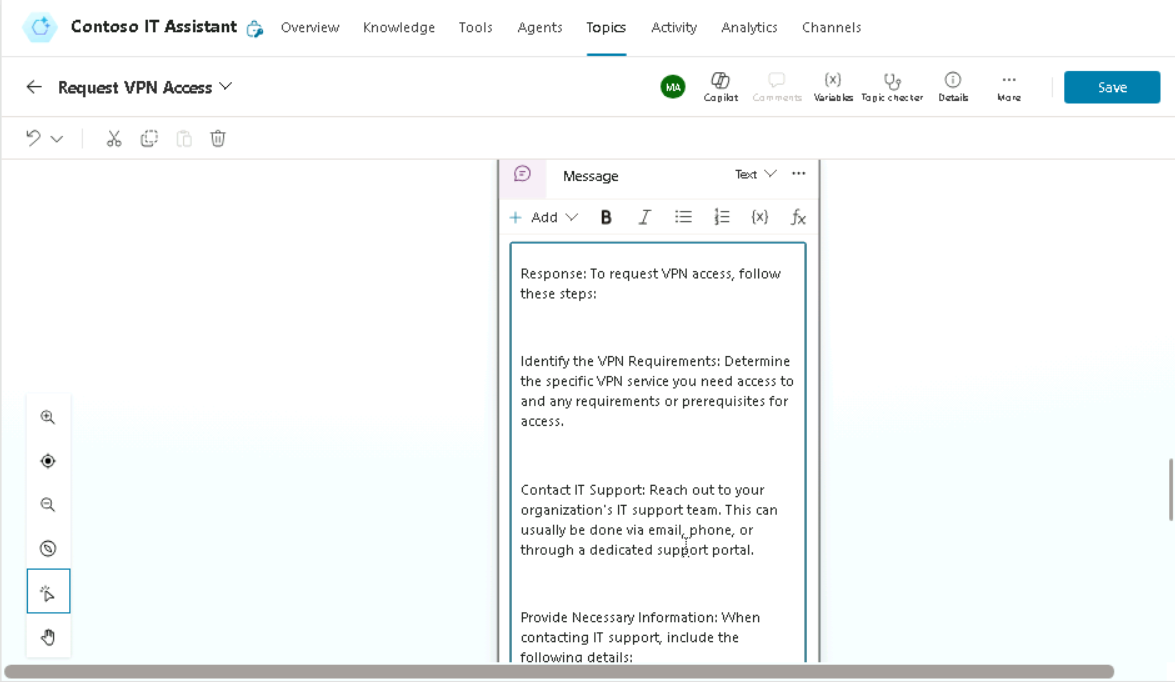 Contoso IT Assistant
Overview
Knowledge
Tools
Agents
Topics
Activity
Analytics
Channels
Request VPN Access
MA
Copilot
Comments
Variables
Topic checker
Details
More
Save
Message
Text
Add
B
I
{x}
fx
Response: To request VPN access, follow
these steps:
Identify the VPN Requirements: Determine
the specific VPN service you need access to
and any requirements or prerequisites for
access.
Contact IT Support: Reach out to your
organization's IT support team. This can
usually be done via email, phone, or
through a dedicated support portal.
Provide Necessary Information: When
contacting IT support, include the
following details: